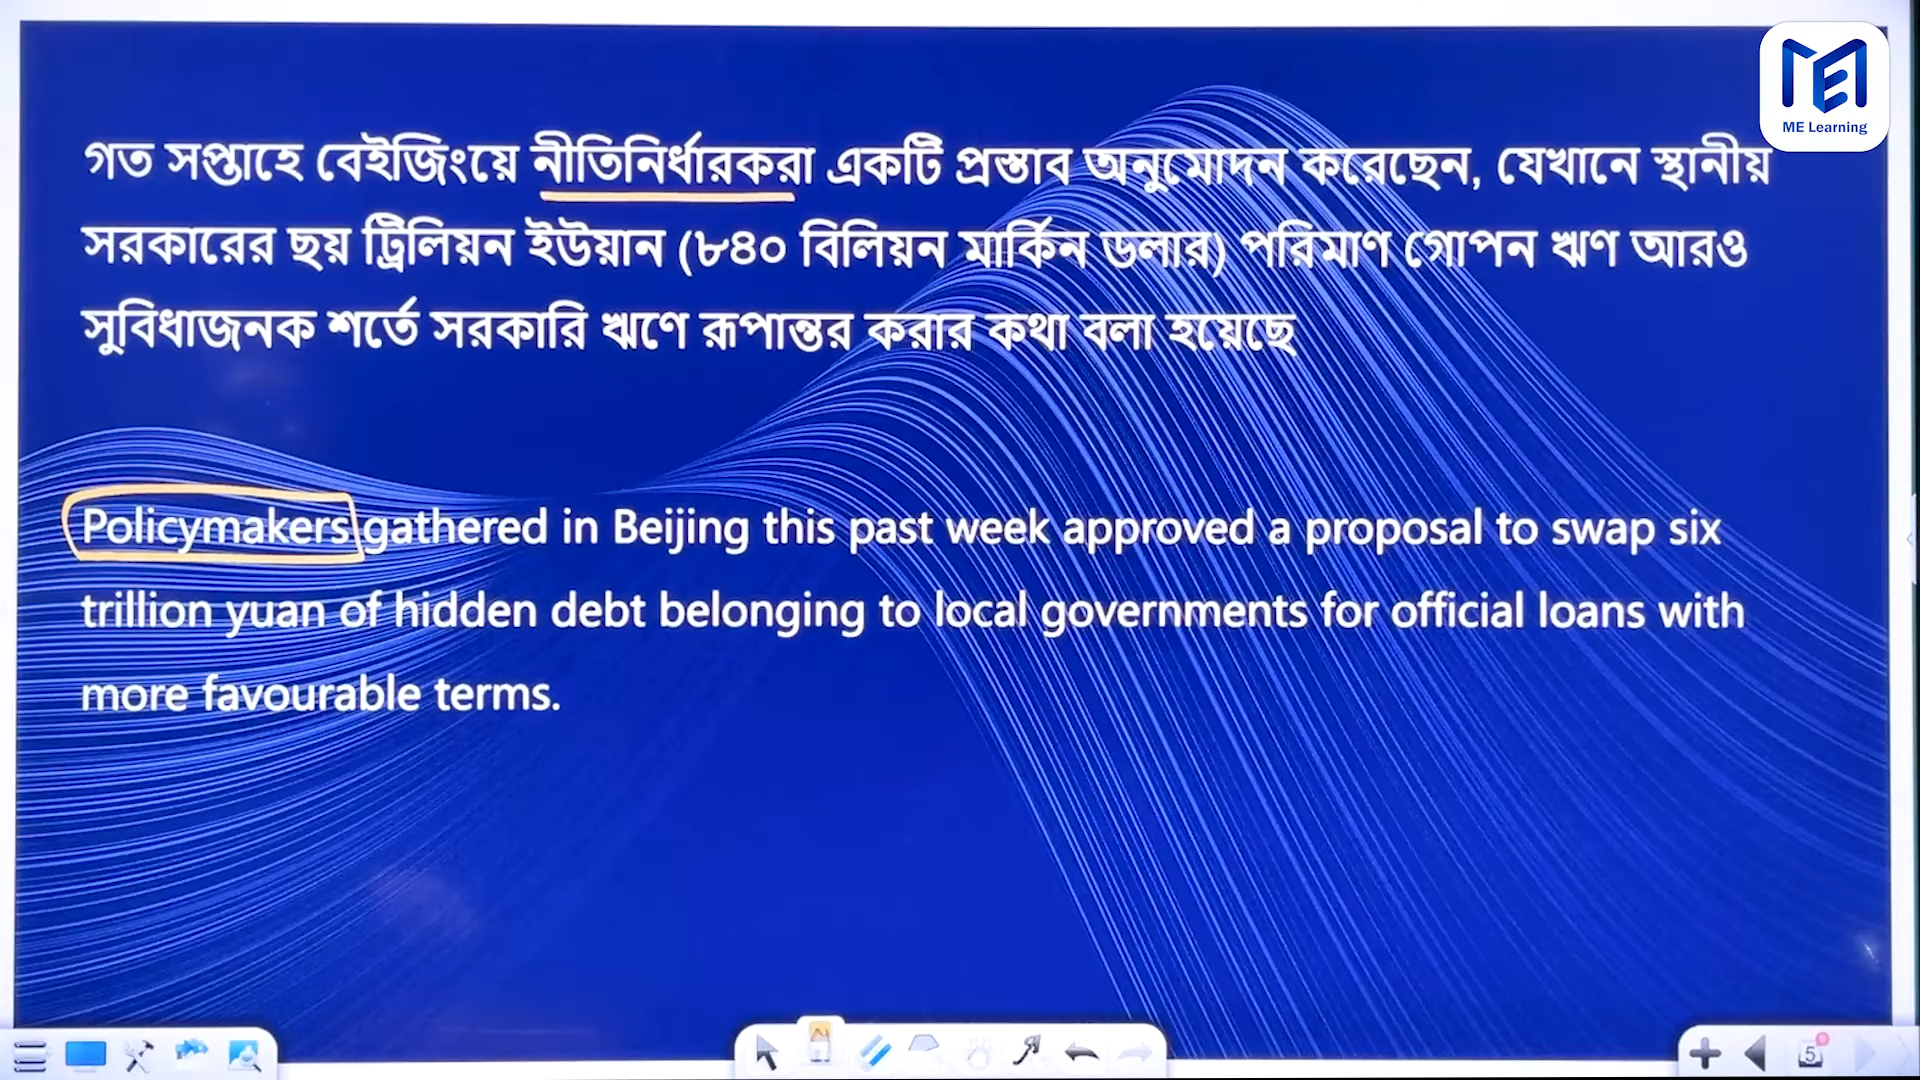 ME Learning
গত সপ্তাহে বেইজিংয়ে নীতিনির্ধারকরা একটি প্রস্তাব অনুমোদন করেছেন, যেখানে স্থানীয়
সরকারের ছয় ট্রিলিয়ন ইউয়ান (৮৪০ বিলিয়ন মার্কিন ডলার) পরিমাণ গোপন ঋণ আরও
সুবিধাজনক শর্তে সরকারি ঋণে রূপান্তর করার কথা বলা হয়েছে
Policymakers gathered in Beijing this past week approved a proposal to swap six
trillion yuan of hidden debt belonging to local governments for official loans with
more favourable terms.
5